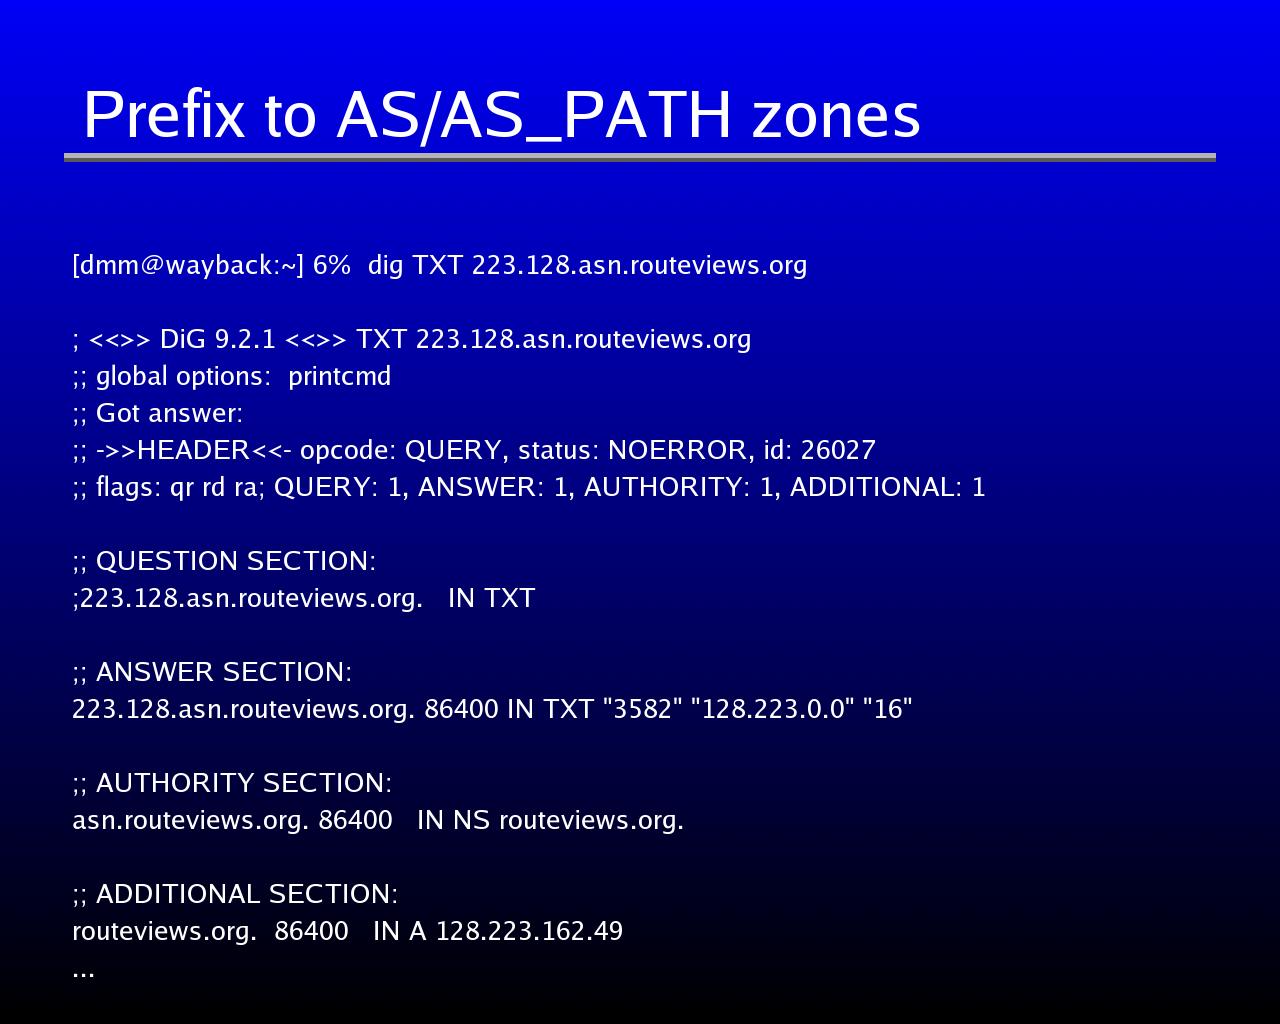 Prefix to AS/AS_PATH zones
[dmm@wayback:~] 6%  dig TXT 223.128.asn.routeviews.org
; <<>> DiG 9.2.1 <<>> TXT 223.128.asn.routeviews.org
;; global options:  printcmd
;; Got answer:
;; ->>HEADER<<- opcode: QUERY, status: NOERROR, id: 26027
;; flags: qr rd ra; QUERY: 1, ANSWER: 1, AUTHORITY: 1, ADDITIONAL: 1
;; QUESTION SECTION:
;223.128.asn.routeviews.org.   IN TXT
;; ANSWER SECTION:
223.128.asn.routeviews.org. 86400 IN TXT "3582" "128.223.0.0" "16"
;; AUTHORITY SECTION:
asn.routeviews.org. 86400   IN NS routeviews.org.
;; ADDITIONAL SECTION:
routeviews.org.  86400   IN A 128.223.162.49
...